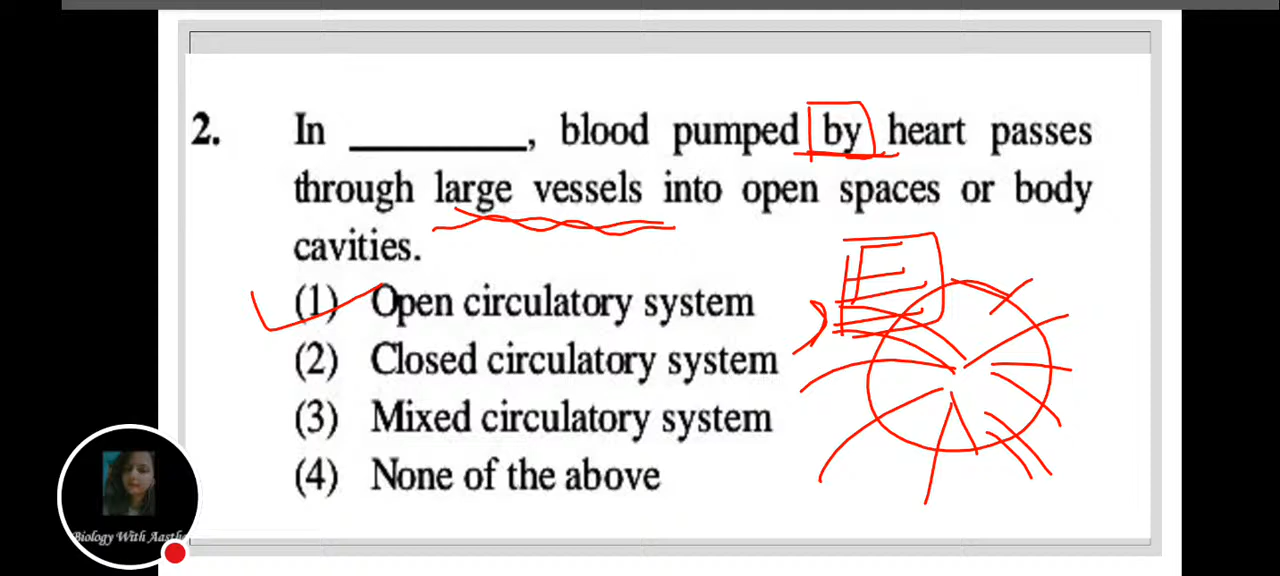 2. In ________, blood pumped by heart passes
through large vessels into open spaces or body
cavities.
(1) Open circulatory system
(2) Closed circulatory system
(3) Mixed circulatory system
(4) None of the above
Biology With Aastha